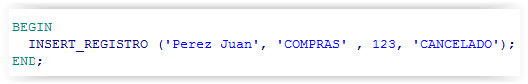 BEGIN
INSERT_REGISTRO ('Perez Juan', 'COMPRAS' , 123, 'CANCELADO');
END;